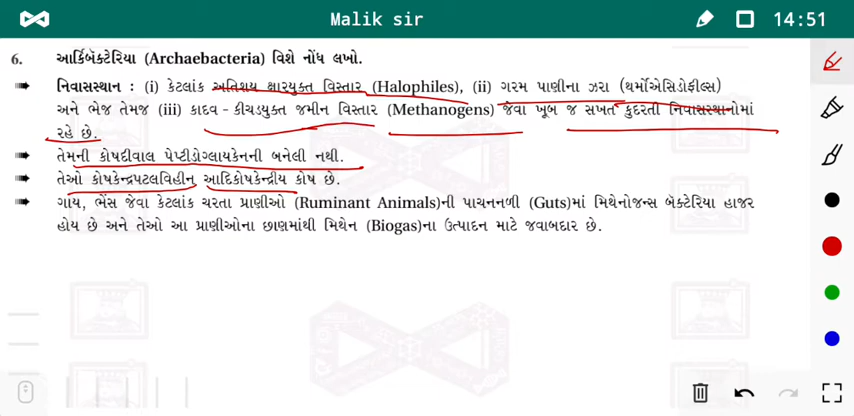 Malik sir
14:51
6. આર્કિબૅક્ટેરિયા (Archaebacteria) વિશે નોંધ લખો.
નિવાસસ્થાન : (i) કેટલાંક અતિશય ક્ષારયુક્ત વિસ્તાર (Halophiles), (ii) ગરમ પાણીના ઝરા (થર્મોએસિડોફીલ્સ)
અને ભેજ તેમજ (iii) કાદવ – કીચડયુક્ત જમીન વિસ્તાર (Methanogens) જેવા ખૂબ જ સખત કુદરતી નિવાસસ્થાનોમાં
રહે છે.
તેમની કોષદીવાલ પેપ્ટીડોગ્લાયકેનની બનેલી નથી.
તેઓ કોષકેન્દ્રપટલવિહીન આદિકોષકેન્દ્રીય કોષ છે.
ગાય, ભેંસ જેવા કેટલાંક ચરતા પ્રાણીઓ (Ruminant Animals)ની પાચનનળી (Guts)માં મિથેનોજન્સ બૅક્ટેરિયા હાજર
હોય છે અને તેઓ આ પ્રાણીઓના છાણમાંથી મિથેન (Biogas)ના ઉત્પાદન માટે જવાબદાર છે.